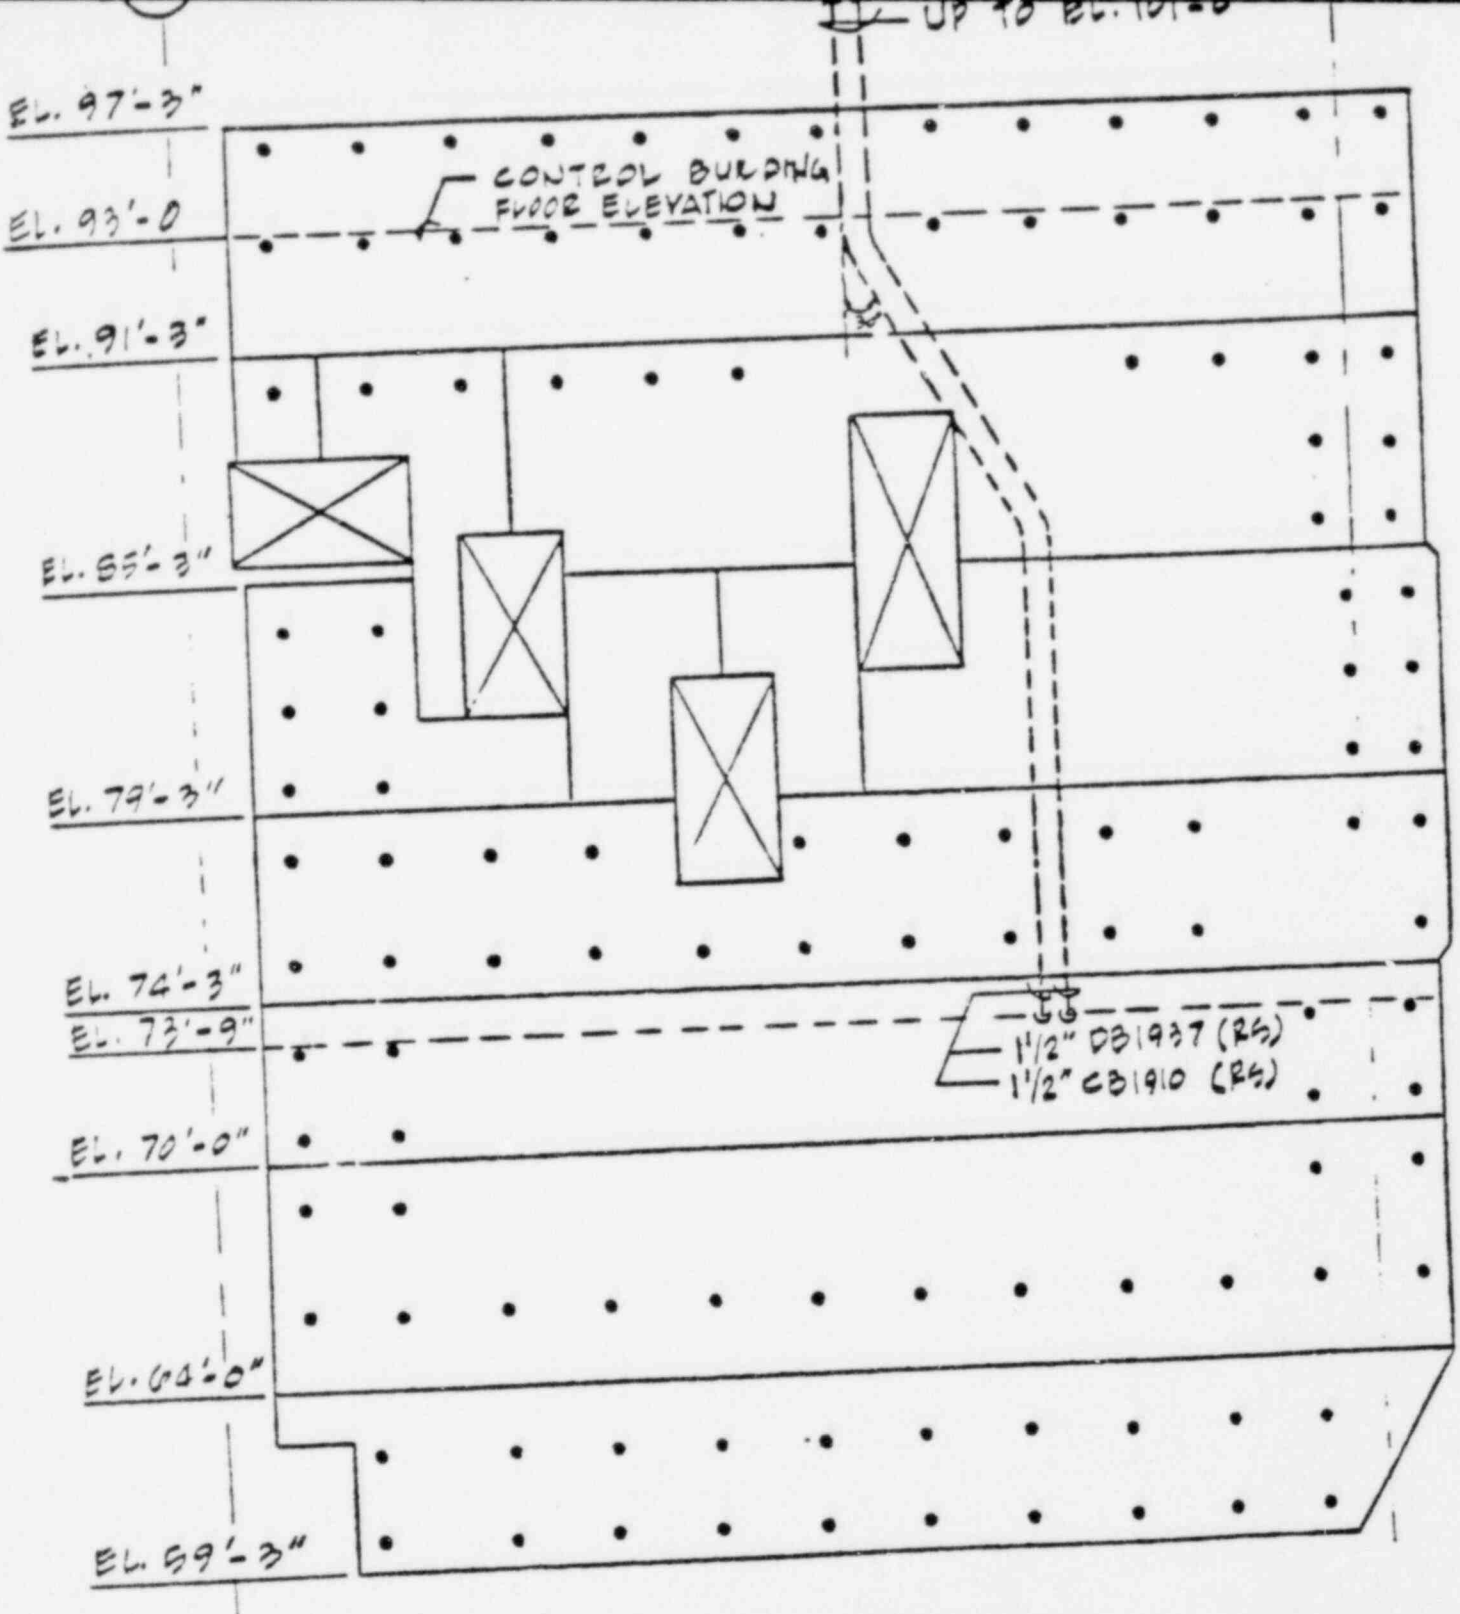 UP TO EL. 101'-0
EL. 97'-3"
CONTROL BUILDING
FLOOR ELEVATION
EL. 93'-0
EL. 91'-3"
EL. 85'-3"
EL. 79'-3"
EL. 74'-3"
EL. 73'-9"
1 1/2" DB1937 (RS)
1 1/2" CB1910 (RS)
EL. 70'-0"
EL. 64'-0"
EL. 59'-3"